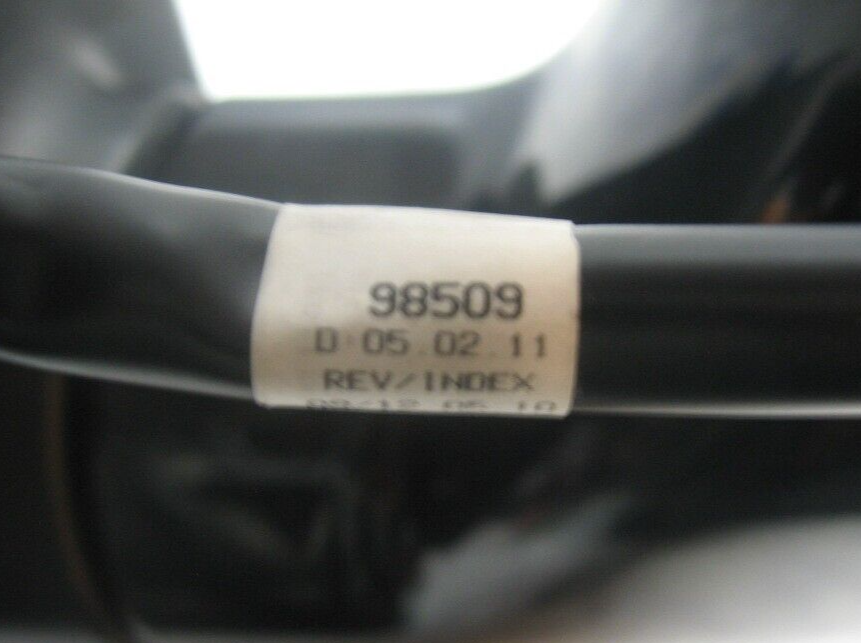 98509
D 05.02.11
REV/INDEX